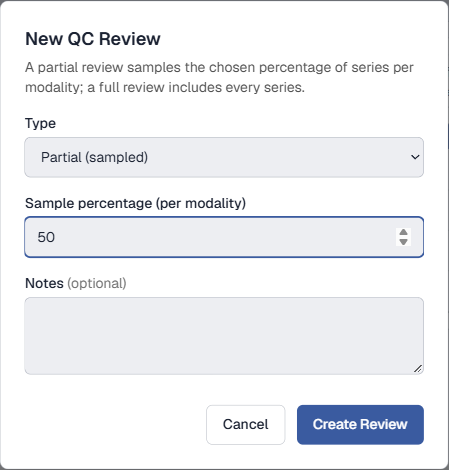 New QC Review
A partial review samples the chosen percentage of series per
modality; a full review includes every series.
Type
Partial (sampled)
Sample percentage (per modality)
50
Notes (optional)
Cancel
Create Review